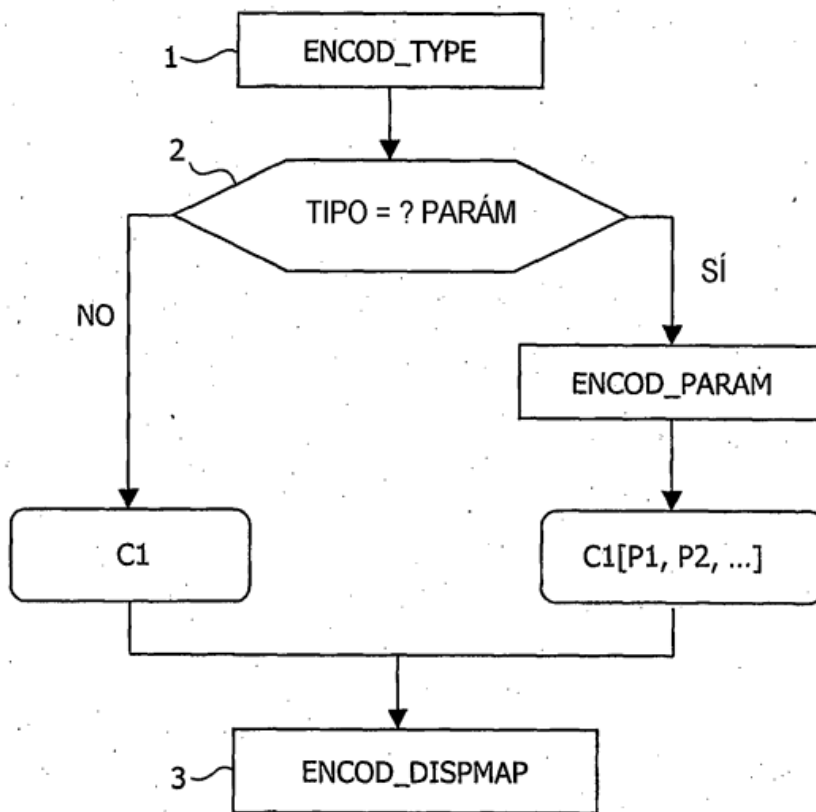 1
ENCOD_TYPE
2
TIPO = ? PARÁM
NO
SÍ
ENCOD_PARAM
C1
C1[P1, P2, ...]
3
ENCOD_DISPMAP